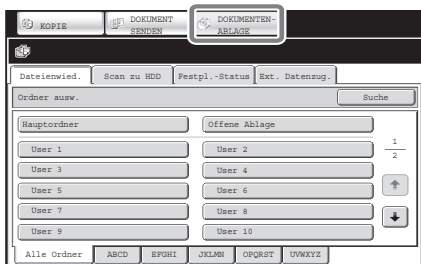 KOPIE
DOKUMENT
SENDEN
DOKUMENTEN-
ABLAGE
Dateienwied. Scan zu HDD Festpl.-Status Ext. Datenzug.
Ordner ausw. Suche
Hauptordner Offene Ablage
User 1 User 2
User 3 User 4
User 5 User 6
User 7 User 8
User 9 User 10
1
2
Alle Ordner ABCD EFGHI JKLMN OPQRST UVWXYZ